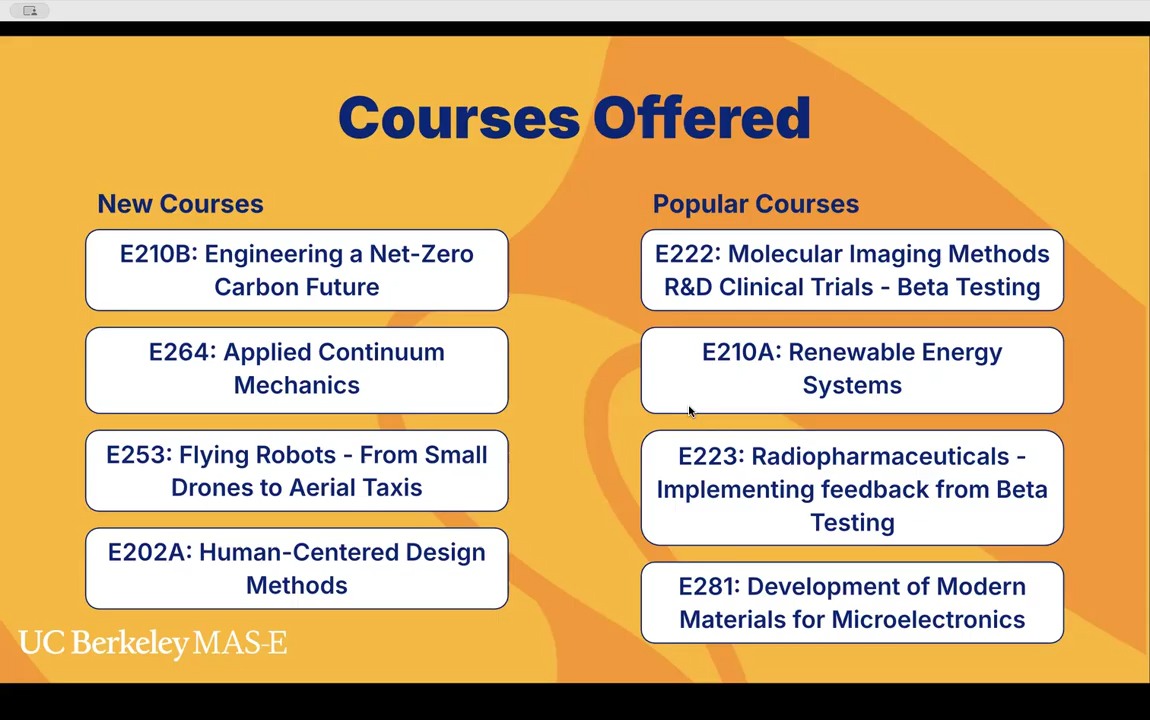 Courses Offered
New Courses
E210B: Engineering a Net-Zero
Carbon Future
E264: Applied Continuum
Mechanics
E253: Flying Robots - From Small
Drones to Aerial Taxis
E202A: Human-Centered Design
Methods
Popular Courses
E222: Molecular Imaging Methods
R&D Clinical Trials - Beta Testing
E210A: Renewable Energy
Systems
E223: Radiopharmaceuticals -
Implementing feedback from Beta
Testing
E281: Development of Modern
Materials for Microelectronics
UC Berkeley MAS-E